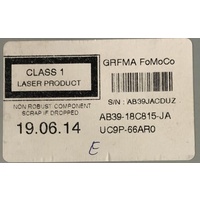 GRFMA FoMoCo
CLASS 1
LASER PRODUCT
S/N : AB39JACDUZ
NON ROBUST COMPONENT
SCRAP IF DROPPED
AB39-18C815-JA
19.06.14
UC9P-66AR0
E